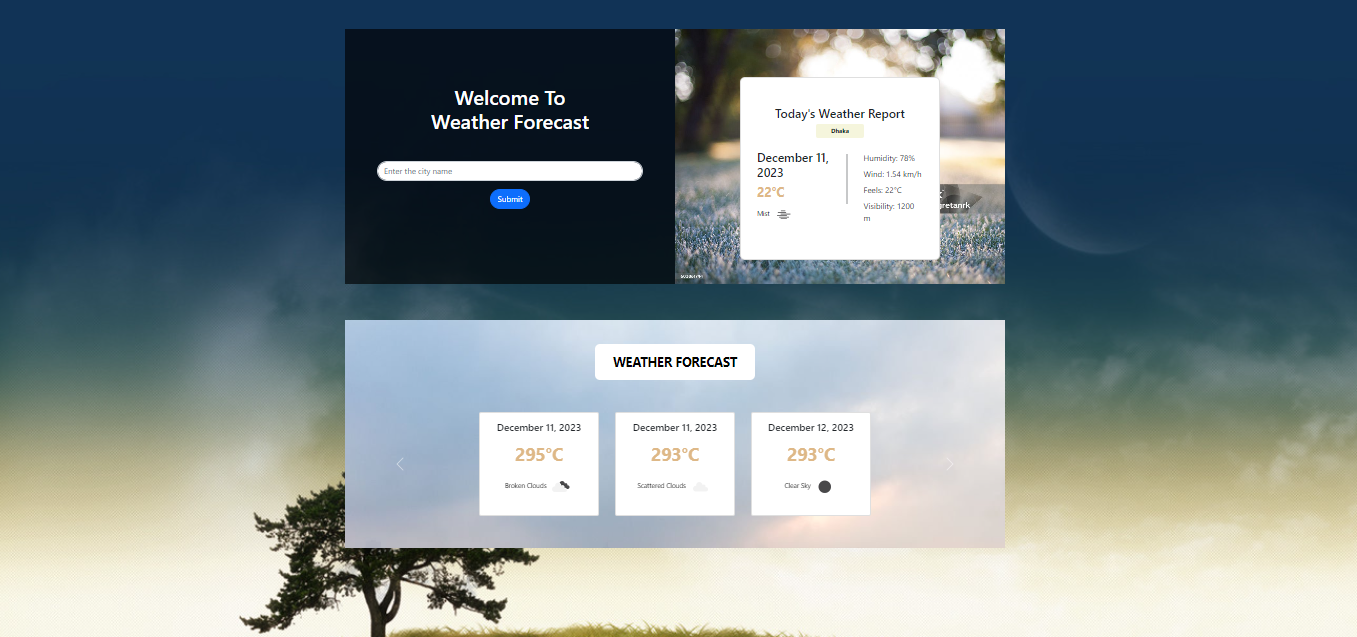 Welcome To
Weather Forecast
Enter the city name
Submit
Today's Weather Report
Dhaka
December 11,
2023
22°C
Mist
Humidity: 78%
Wind: 1.54 km/h
Feels: 22°C
Visibility: 1200
m
gretanrk
WEATHER FORECAST
December 11, 2023
295°C
Broken Clouds
December 11, 2023
293°C
Scattered Clouds
December 12, 2023
293°C
Clear Sky